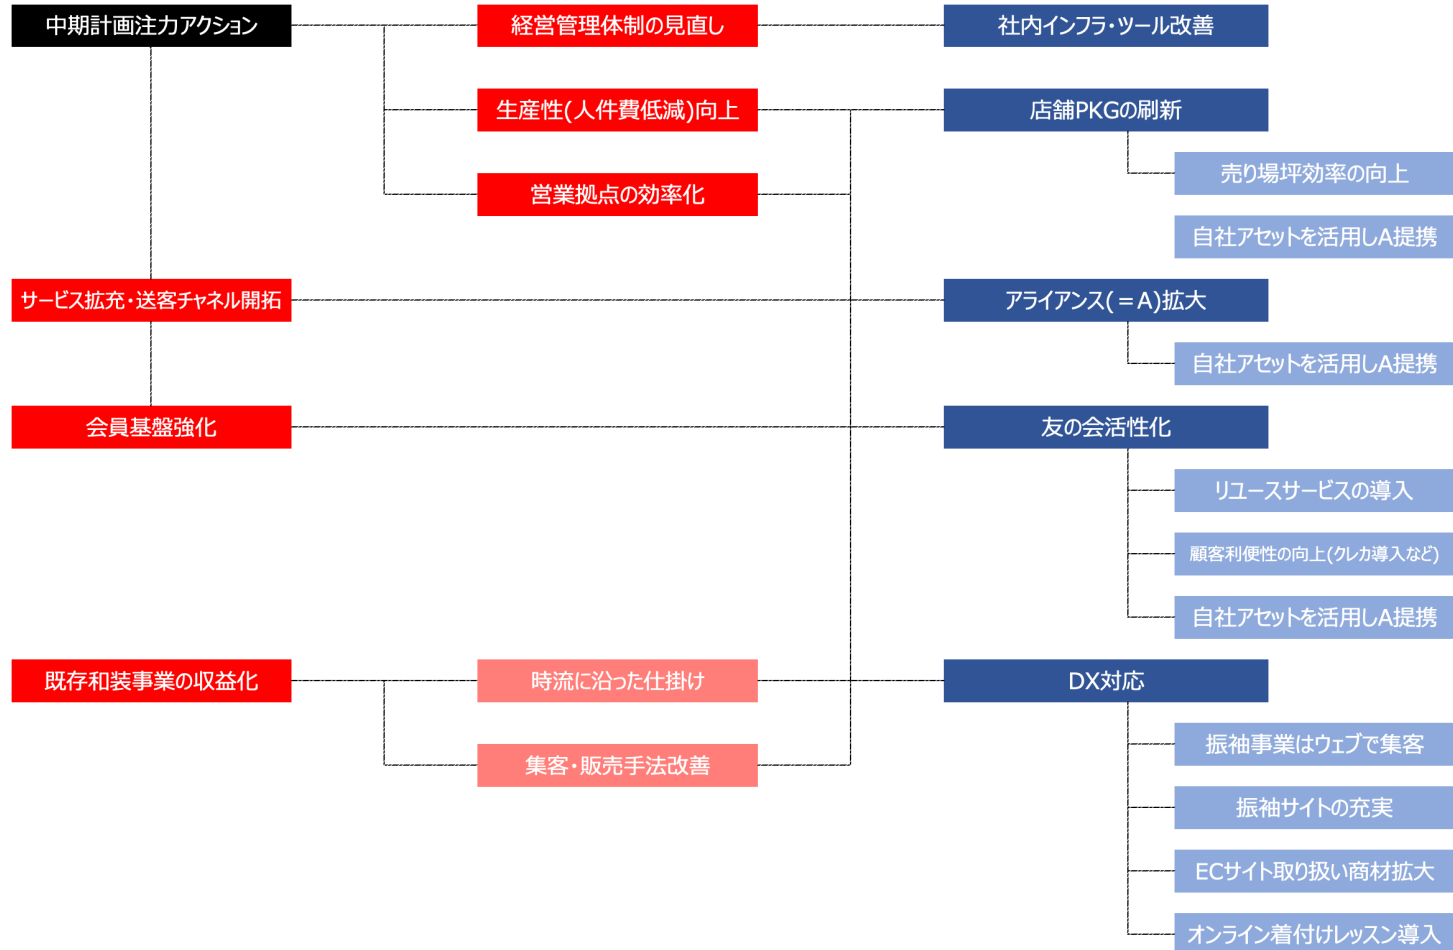 中期計画注力アクション
経営管理体制の見直し
社内インフラ・ツール改善
生産性(人件費低減)向上
店舗PKGの刷新
売り場坪効率の向上
営業拠点の効率化
自社アセットを活用しA提携
サービス拡充・送客チャネル開拓
アライアンス(=A)拡大
自社アセットを活用しA提携
会員基盤強化
友の会活性化
リユースサービスの導入
顧客利便性の向上(クレカ導入など)
自社アセットを活用しA提携
既存和装事業の収益化
時流に沿った仕掛け
DX対応
振袖事業はウェブで集客
集客・販売手法改善
振袖サイトの充実
ECサイト取り扱い商材拡大
オンライン着付けレッスン導入